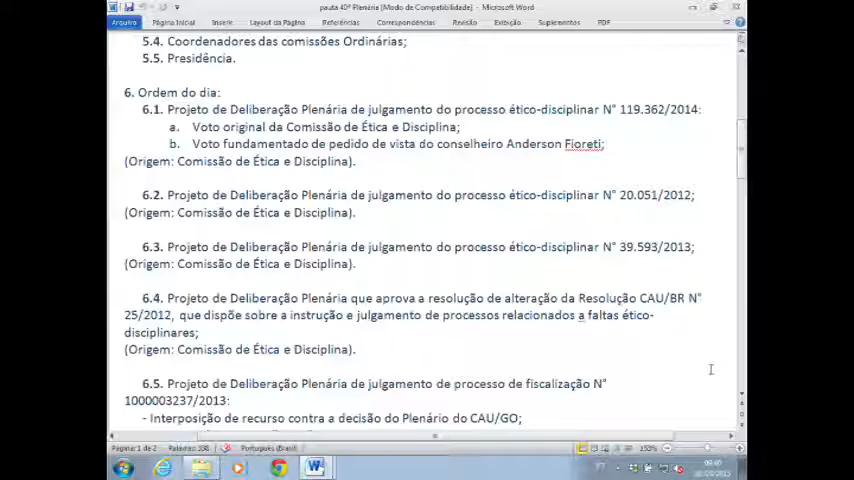 pauta 40ª Plenária [Modo de Compatibilidade] - Microsoft Word
Arquivo Página Inicial Inserir Layout da Página Referências Correspondências Revisão Exibição Suplementos PDF
5.4. Coordenadores das comissões Ordinárias;
5.5. Presidência.
6. Ordem do dia:
6.1. Projeto de Deliberação Plenária de julgamento do processo ético-disciplinar N° 119.362/2014:
a. Voto original da Comissão de Ética e Disciplina;
b. Voto fundamentado de pedido de vista do conselheiro Anderson Fioreti;
(Origem: Comissão de Ética e Disciplina).
6.2. Projeto de Deliberação Plenária de julgamento do processo ético-disciplinar N° 20.051/2012;
(Origem: Comissão de Ética e Disciplina).
6.3. Projeto de Deliberação Plenária de julgamento do processo ético-disciplinar N° 39.593/2013;
(Origem: Comissão de Ética e Disciplina).
6.4. Projeto de Deliberação Plenária que aprova a resolução de alteração da Resolução CAU/BR N°
25/2012, que dispõe sobre a instrução e julgamento de processos relacionados a faltas ético-
disciplinares;
(Origem: Comissão de Ética e Disciplina).
6.5. Projeto de Deliberação Plenária de julgamento de processo de fiscalização N°
1000003237/2013:
- Interposição de recurso contra a decisão do Plenário do CAU/GO;
Página: 1 de 2 Palavras: 338 Português (Brasil)
PT